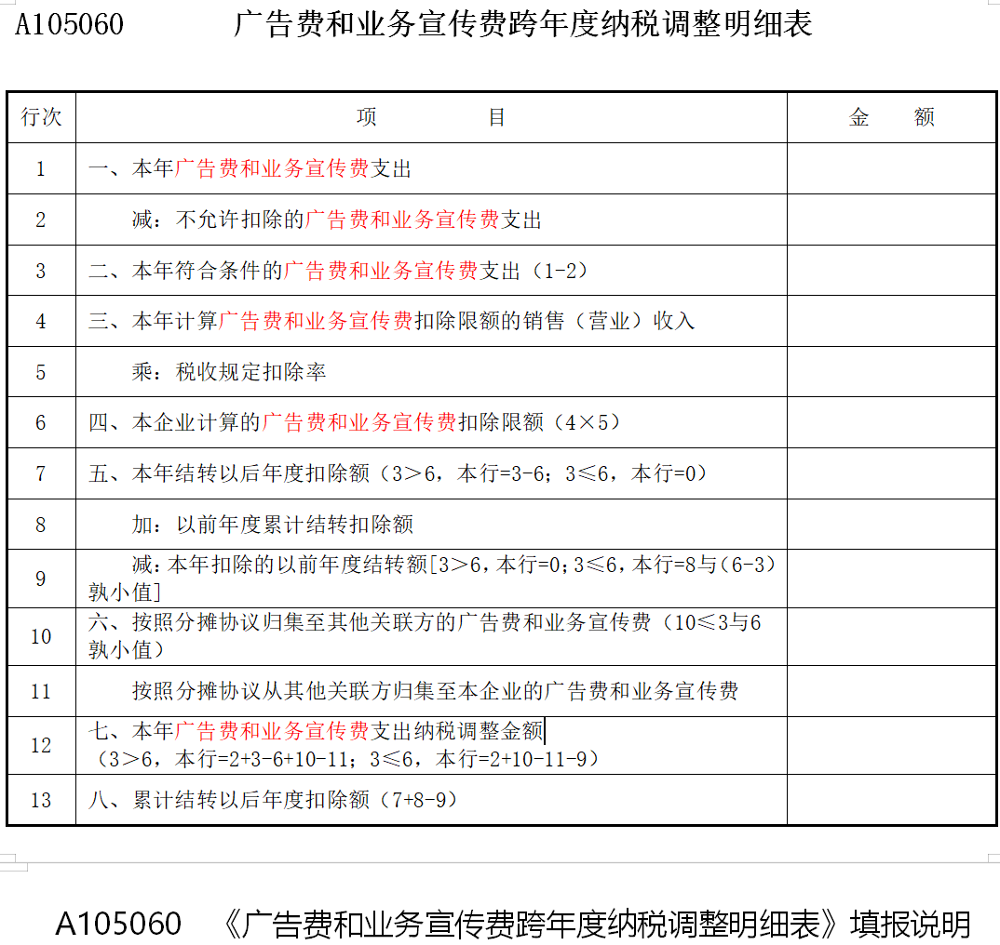 A105060 广告费和业务宣传费跨年度纳税调整明细表
行次 项 目 金 额
1 一、本年广告费和业务宣传费支出
2 减：不允许扣除的广告费和业务宣传费支出
3 二、本年符合条件的广告费和业务宣传费支出（1-2）
4 三、本年计算广告费和业务宣传费扣除限额的销售（营业）收入
5 乘：税收规定扣除率
6 四、本企业计算的广告费和业务宣传费扣除限额（4×5）
7 五、本年结转以后年度扣除额（3＞6，本行=3-6；3≤6，本行=0）
8 加：以前年度累计结转扣除额
9 减：本年扣除的以前年度结转额[3＞6，本行=0；3≤6，本行=8与（6-3）
孰小值]
10 六、按照分摊协议归集至其他关联方的广告费和业务宣传费（10≤3与6
孰小值）
11 按照分摊协议从其他关联方归集至本企业的广告费和业务宣传费
12 七、本年广告费和业务宣传费支出纳税调整金额
（3＞6，本行=2+3-6+10-11；3≤6，本行=2+10-11-9）
13 八、累计结转以后年度扣除额（7+8-9）
A105060 《广告费和业务宣传费跨年度纳税调整明细表》填报说明